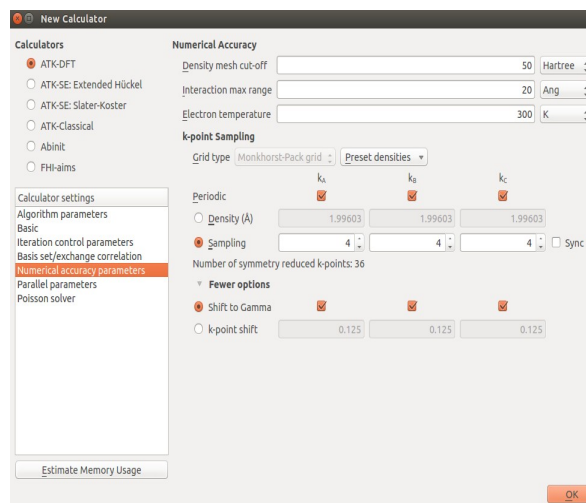 New Calculator
Calculators
ATK-DFT
ATK-SE: Extended Hückel
ATK-SE: Slater-Koster
ATK-Classical
Abinit
FHI-aims
Calculator settings
Algorithm parameters
Basic
Iteration control parameters
Basis set/exchange correlation
Numerical accuracy parameters
Parallel parameters
Poisson solver
Estimate Memory Usage
Numerical Accuracy
Density mesh cut-off 50 Hartree
Interaction max range 20 Ang
Electron temperature 300 K
k-point Sampling
Grid type Monkhorst-Pack grid Preset densities
kA kB kC
Periodic
Density (Å) 1.99603 1.99603 1.99603
Sampling 4 4 4 Sync
Number of symmetry reduced k-points: 36
Fewer options
Shift to Gamma
k-point shift 0.125 0.125 0.125
OK